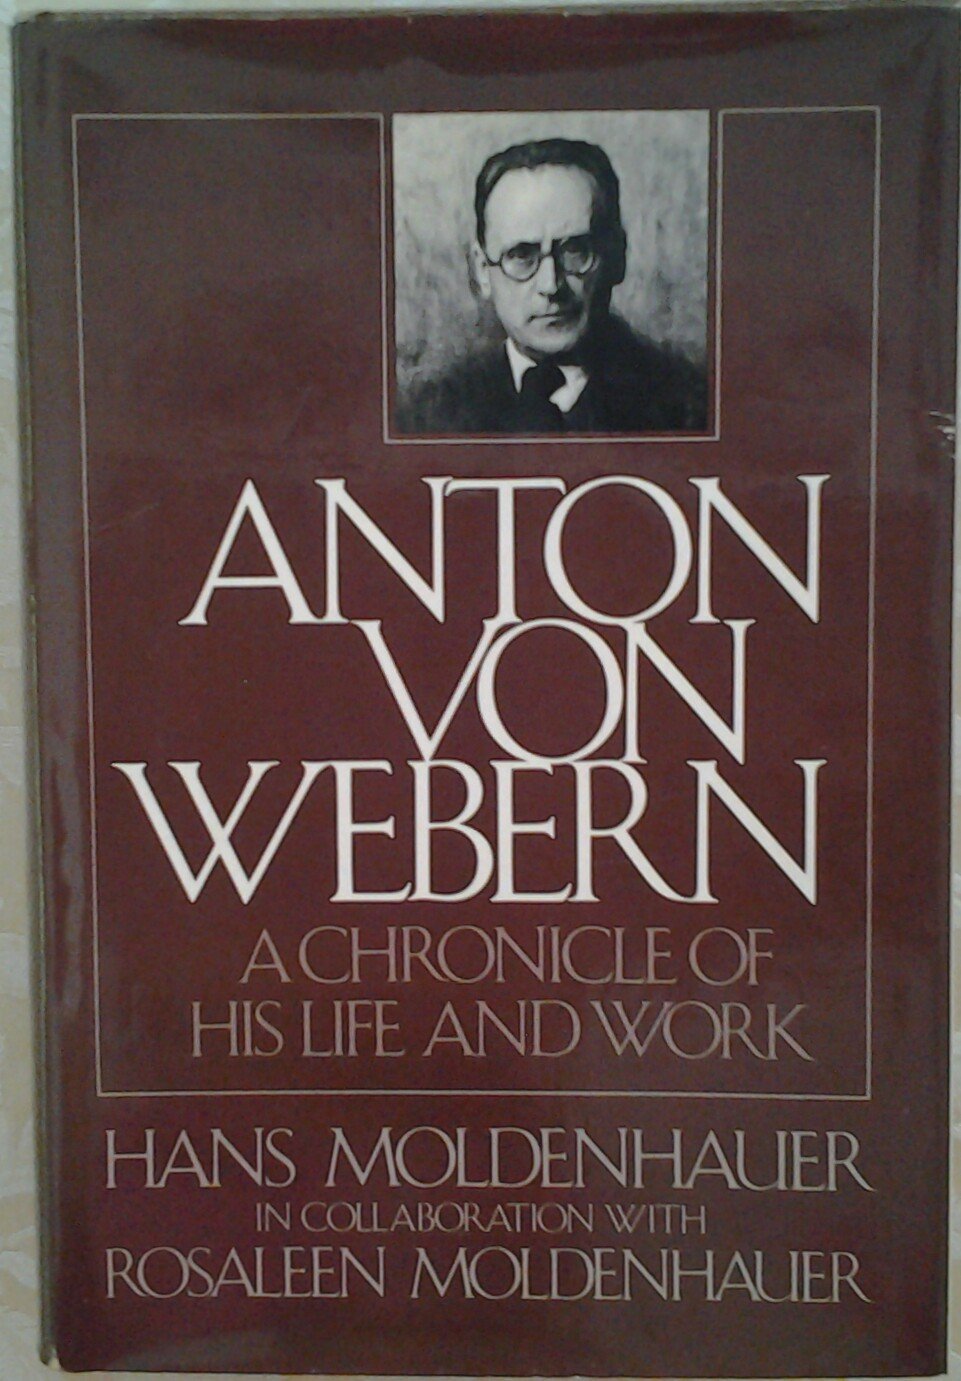 ANTON
VON
WEBERN
A CHRONICLE OF
HIS LIFE AND WORK
HANS MOLDENHAUER
IN COLLABORATION WITH
ROSALEEN MOLDENHAUER